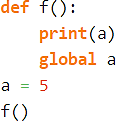 def f():
    print(a)
    global a
a = 5
f()